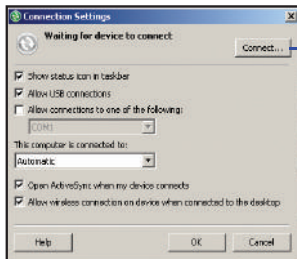 Connection Settings
Waiting for device to connect
Connect...
Show status icon in taskbar
Allow USB connections
Allow connections to one of the following:
COM1
This computer is connected to:
Automatic
Open ActiveSync when my device connects
Allow wireless connection on device when connected to the desktop
Help
OK
Cancel